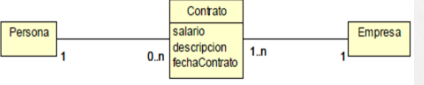 Contrato
Persona
salario
descripcion
fechaContrato
Empresa
1
0..n
1..n
1